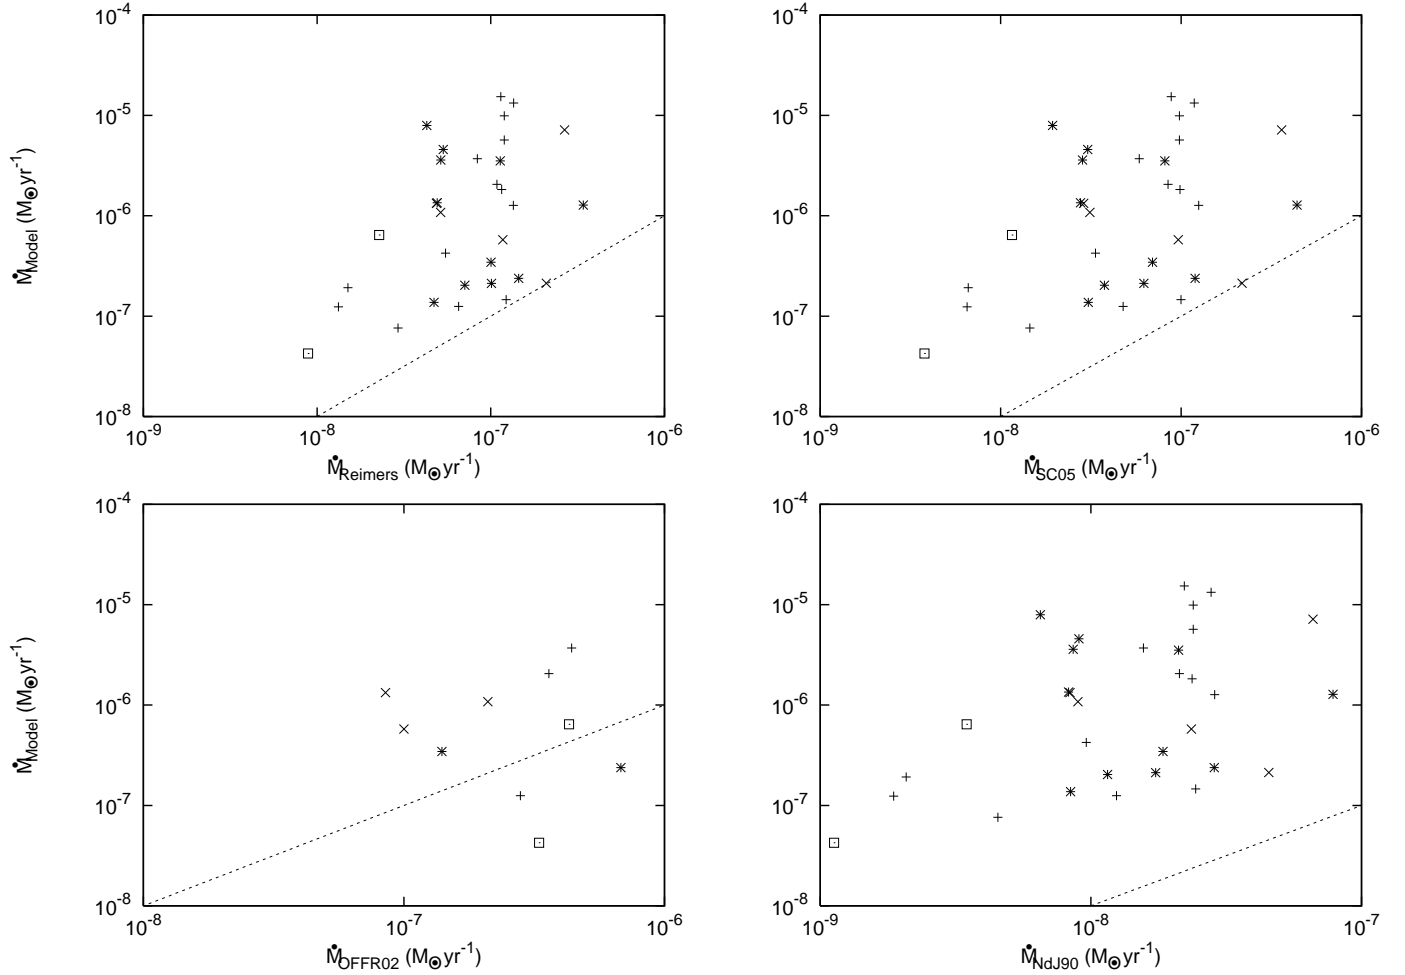 10^-4 10^-4
10^-5 10^-5
10^-6 10^-6
10^-7 10^-7
10^-8 10^-8
10^-9 10^-8 10^-7 10^-6 10^-9 10^-8 10^-7 10^-6
Ṁ_Model (M_⊙ yr^-1)
Ṁ_Reimers (M_⊙ yr^-1) Ṁ_SC05 (M_⊙ yr^-1)
10^-4 10^-4
10^-5 10^-5
10^-6 10^-6
10^-7 10^-7
10^-8 10^-8
10^-8 10^-7 10^-6 10^-9 10^-8 10^-7
Ṁ_Model (M_⊙ yr^-1)
Ṁ_OFFR02 (M_⊙ yr^-1) Ṁ_NdJ90 (M_⊙ yr^-1)